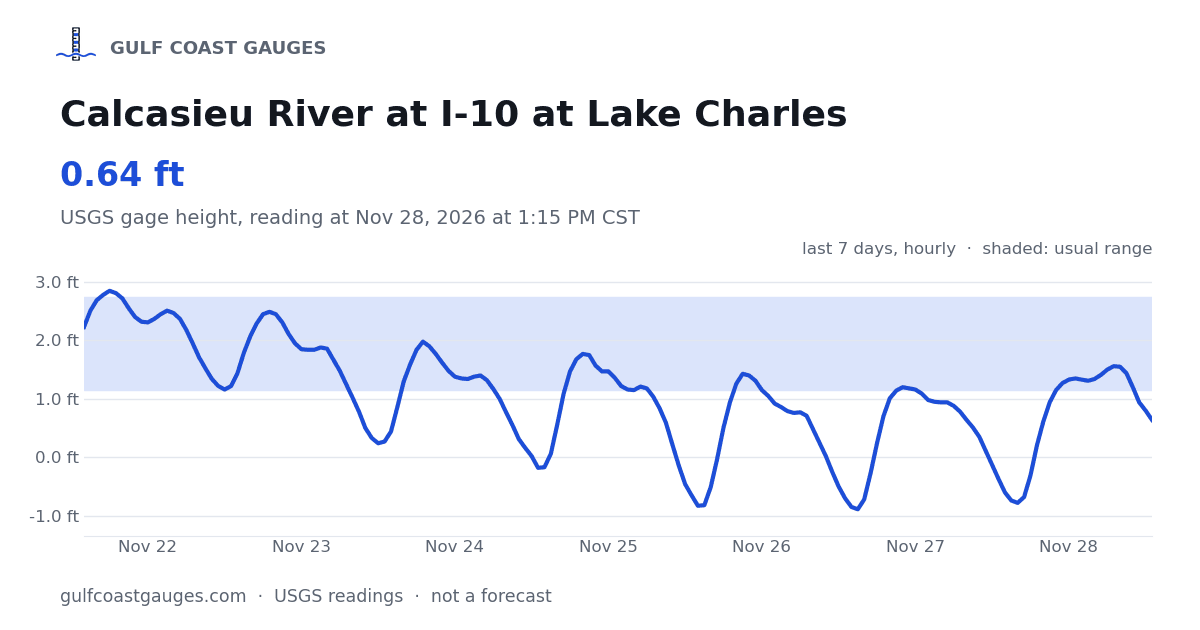 GULF COAST GAUGES
Calcasieu River at I-10 at Lake Charles
0.64 ft
USGS gage height, reading at Nov 28, 2026 at 1:15 PM CST
last 7 days, hourly · shaded: usual range
3.0 ft
2.0 ft
1.0 ft
0.0 ft
-1.0 ft
Nov 22 Nov 23 Nov 24 Nov 25 Nov 26 Nov 27 Nov 28
gulfcoastgauges.com · USGS readings · not a forecast